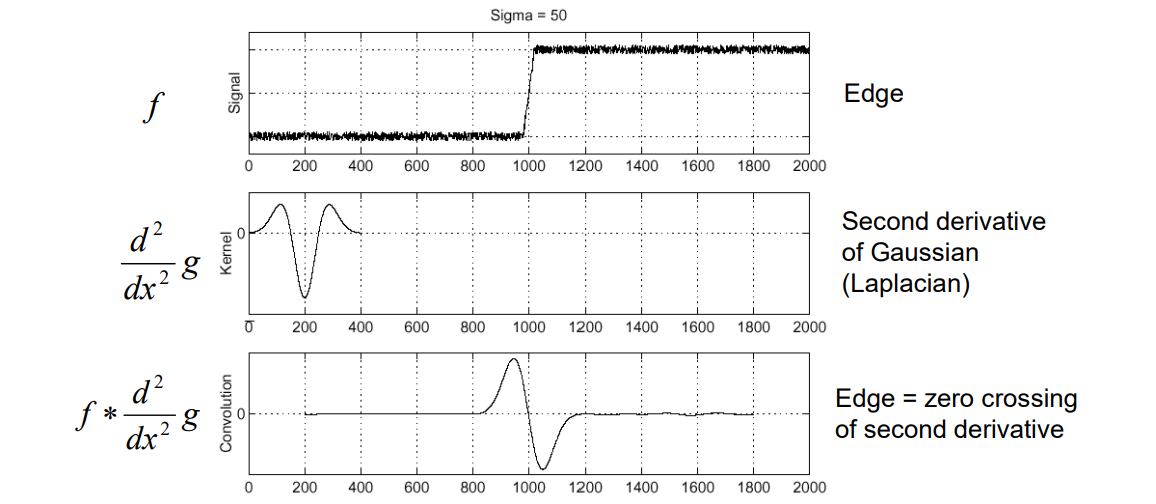 Sigma = 50
f
Signal
Edge
0 200 400 600 800 1000 1200 1400 1600 1800 2000
d²
dx²
g
Kernel
0
Second derivative
of Gaussian
(Laplacian)
0 200 400 600 800 1000 1200 1400 1600 1800 2000
f *
d²
dx²
g
Convolution
0
Edge = zero crossing
of second derivative
0 200 400 600 800 1000 1200 1400 1600 1800 2000